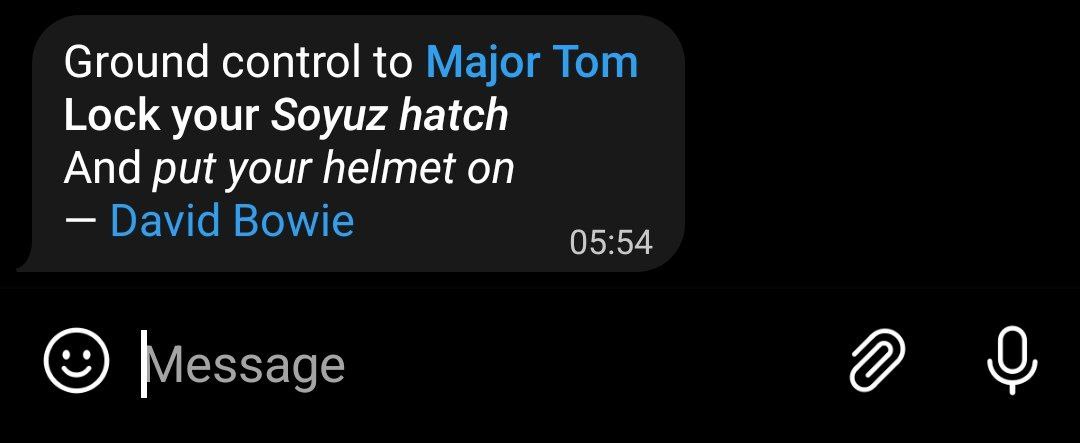 Ground control to Major Tom
Lock your Soyuz hatch
And put your helmet on
— David Bowie
05:54
Message